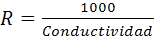 R = 1000 / Conductividad